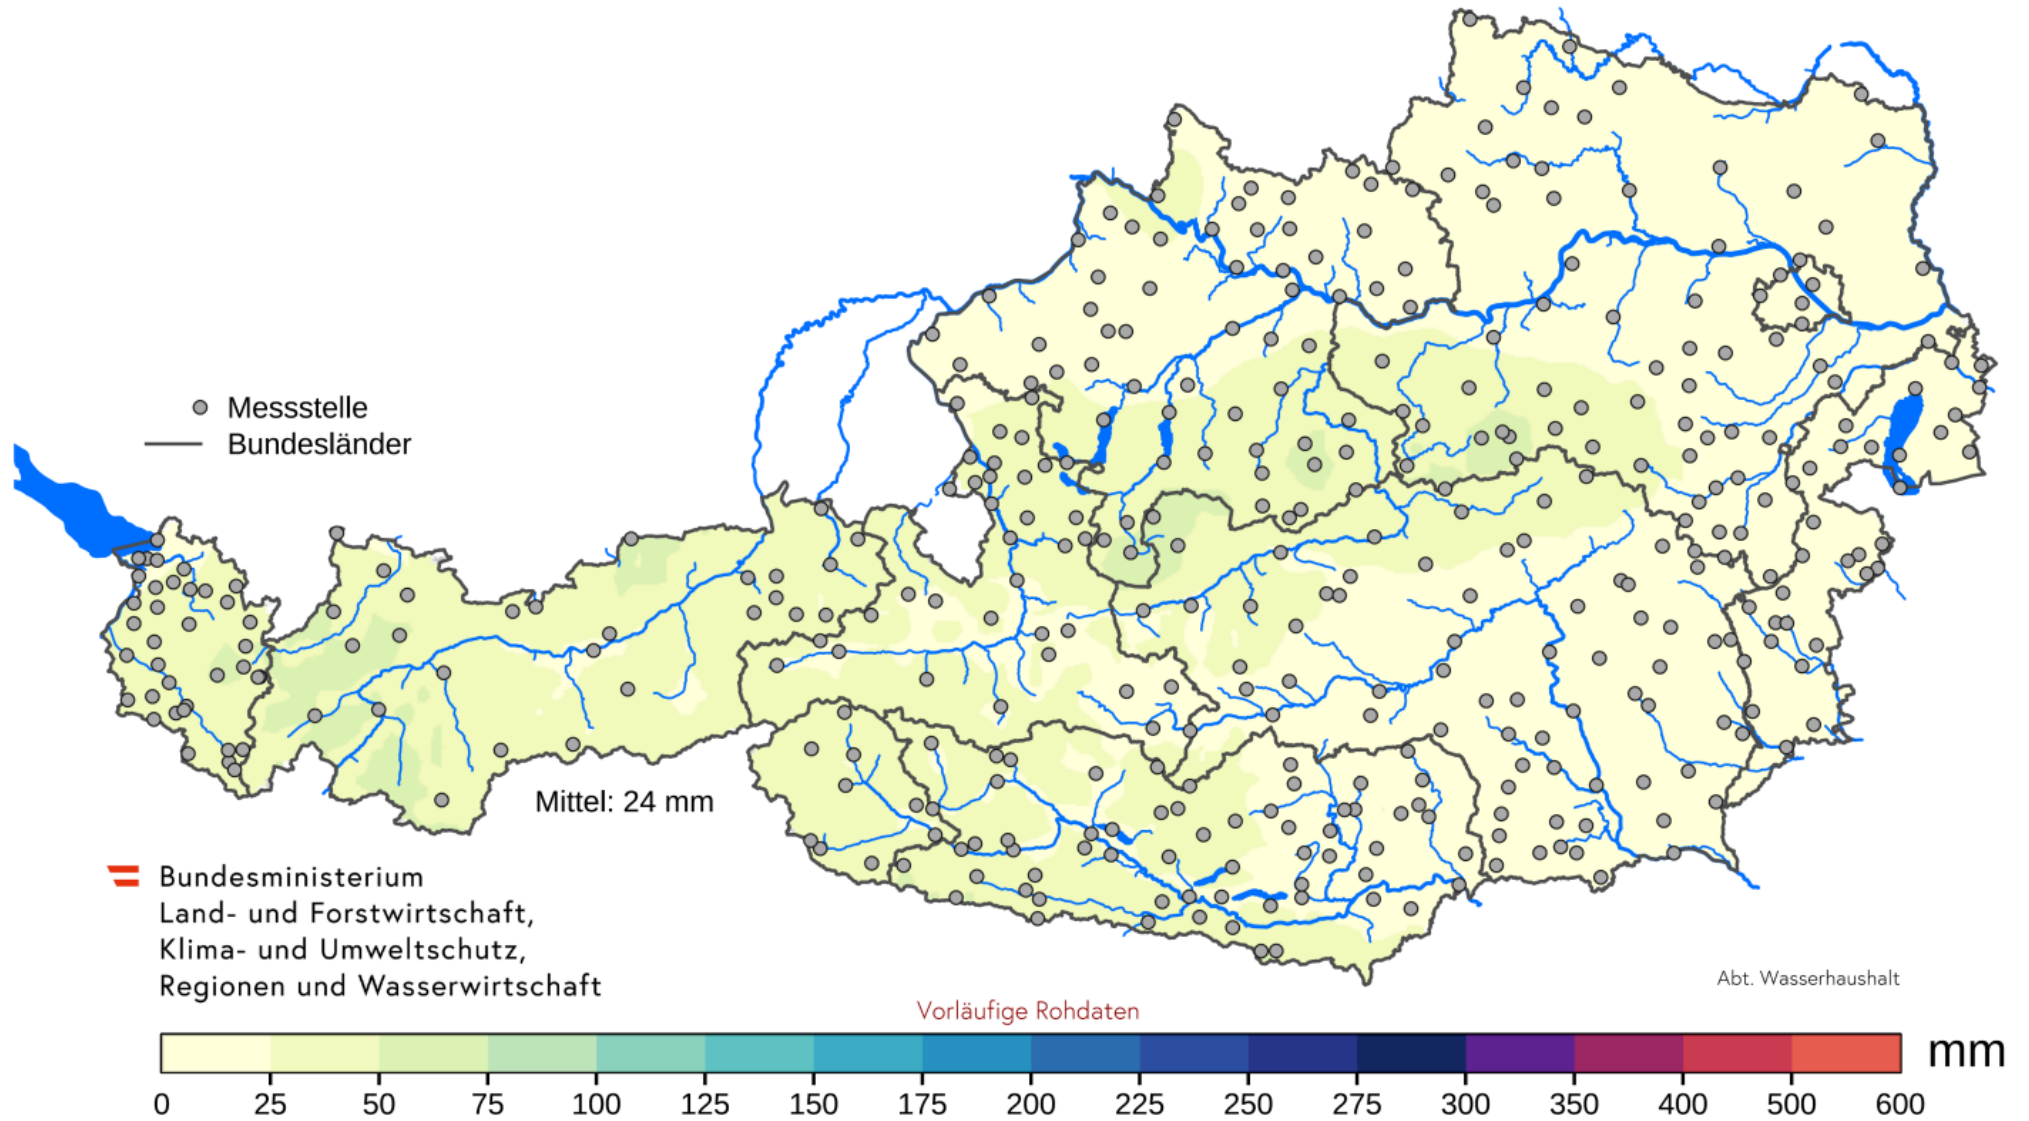 Messstelle
Bundesländer
Mittel: 24 mm
Bundesministerium
Land- und Forstwirtschaft,
Klima- und Umweltschutz,
Regionen und Wasserwirtschaft
Abt. Wasserhaushalt
Vorläufige Rohdaten
mm
0 25 50 75 100 125 150 175 200 225 250 275 300 350 400 500 600